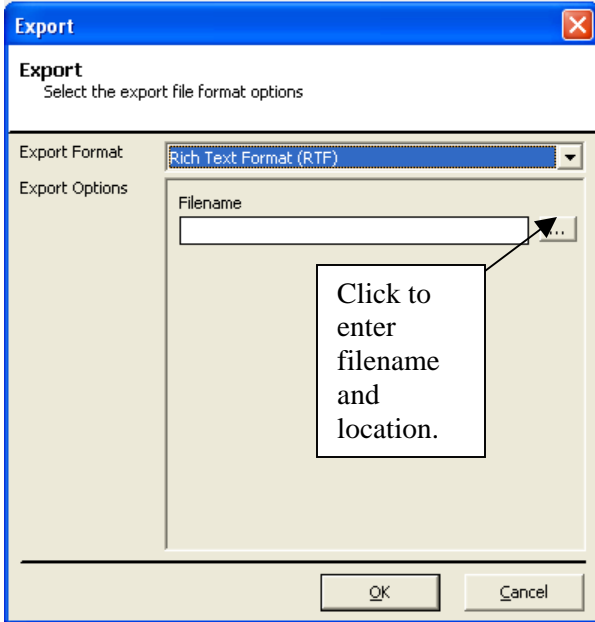 Export
Export
Select the export file format options
Export Format
Rich Text Format (RTF)
Export Options
Filename
...
Click to
enter
filename
and
location.
OK
Cancel